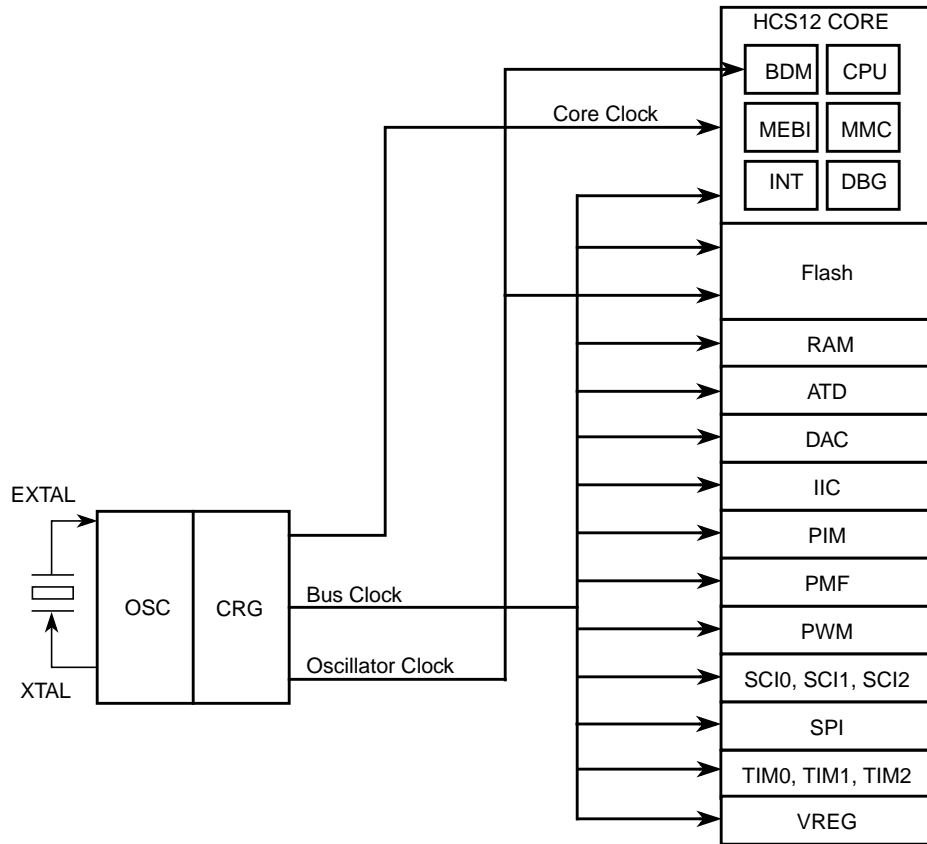 HCS12 CORE
BDM
CPU
Core Clock
MEBI
MMC
INT
DBG
Flash
RAM
ATD
DAC
IIC
EXTAL
PIM
PMF
Bus Clock
OSC
CRG
PWM
Oscillator Clock
XTAL
SCI0, SCI1, SCI2
SPI
TIM0, TIM1, TIM2
VREG